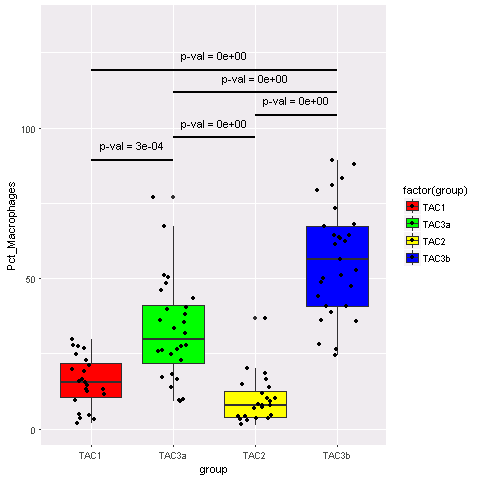 p-val = 0e+00
p-val = 0e+00
p-val = 0e+00
p-val = 0e+00
p-val = 3e-04
100
50
0
Pct_Macrophages
TAC1
TAC3a
TAC2
TAC3b
group
factor(group)
TAC1
TAC3a
TAC2
TAC3b